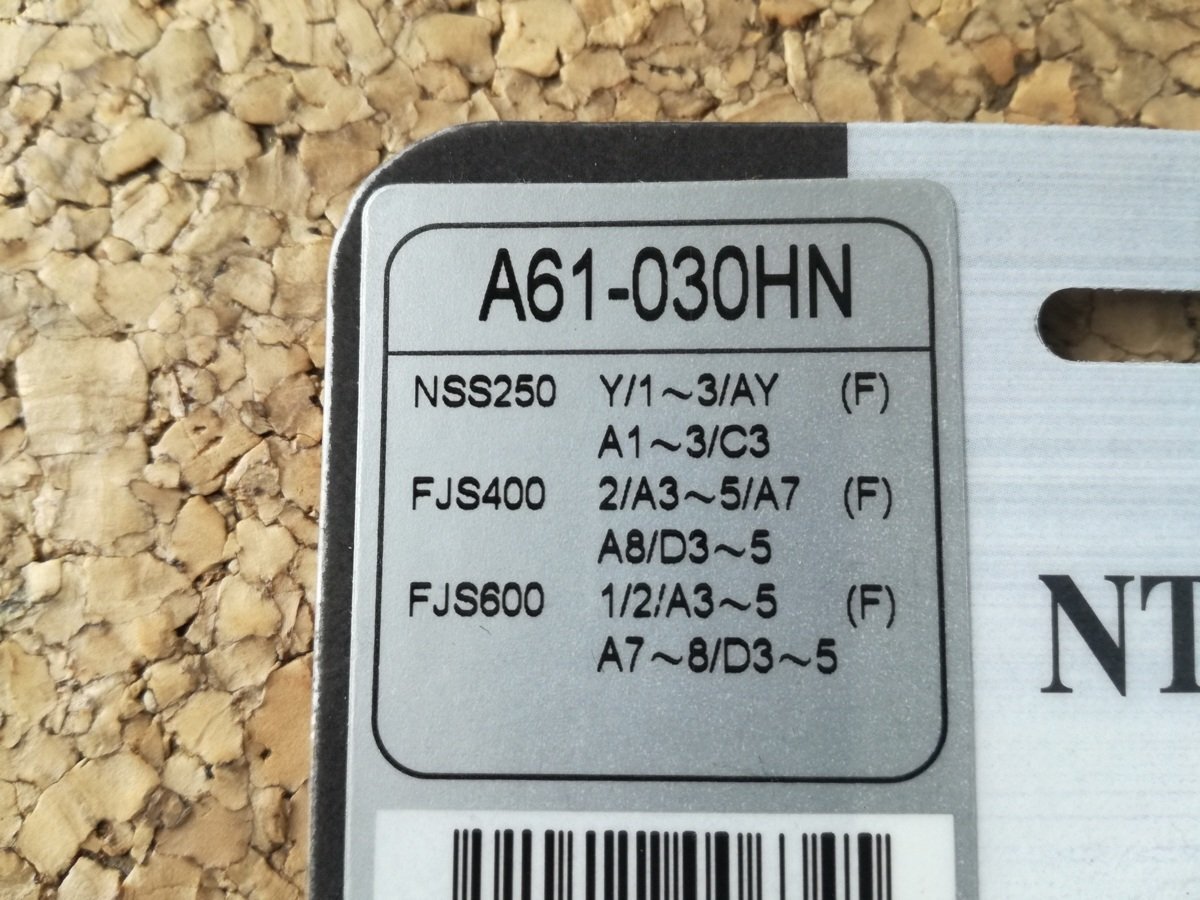 A61-030HN
NSS250 Y/1～3/AY (F)
A1～3/C3
FJS400 2/A3～5/A7 (F)
A8/D3～5
FJS600 1/2/A3～5 (F)
A7～8/D3～5
NT